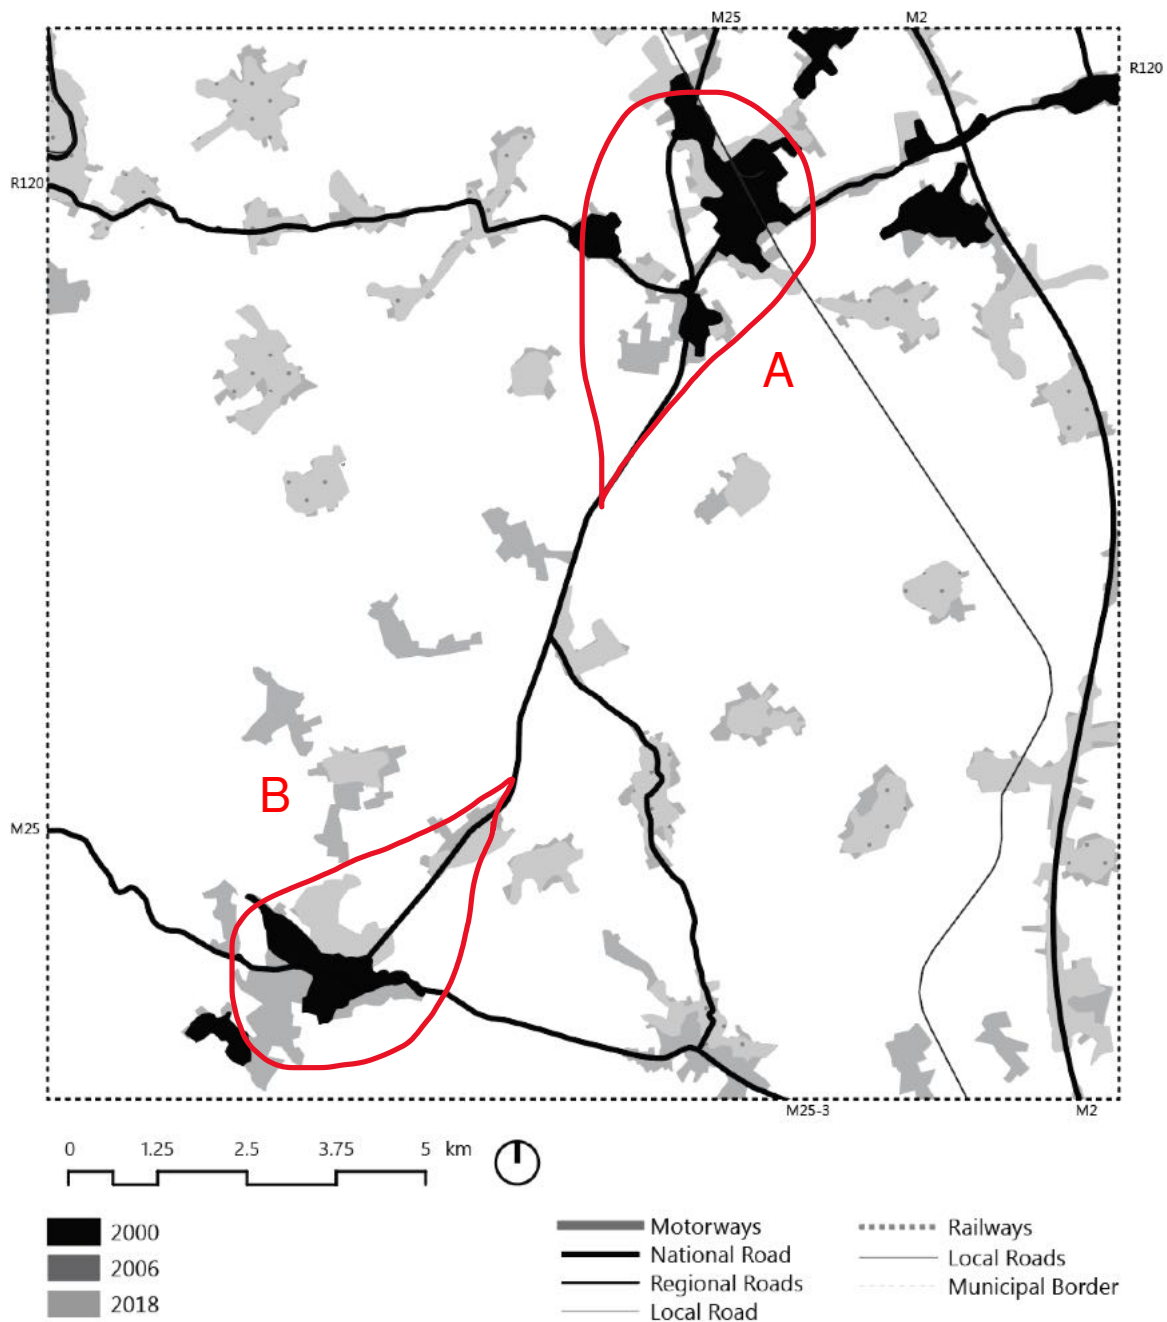 M25 M2
R120
R120
A
B
M25
M25-3
M2
0 1.25 2.5 3.75 5 km
2000
2006
2018
Motorways
National Road
Regional Roads
Local Road
Railways
Local Roads
Municipal Border